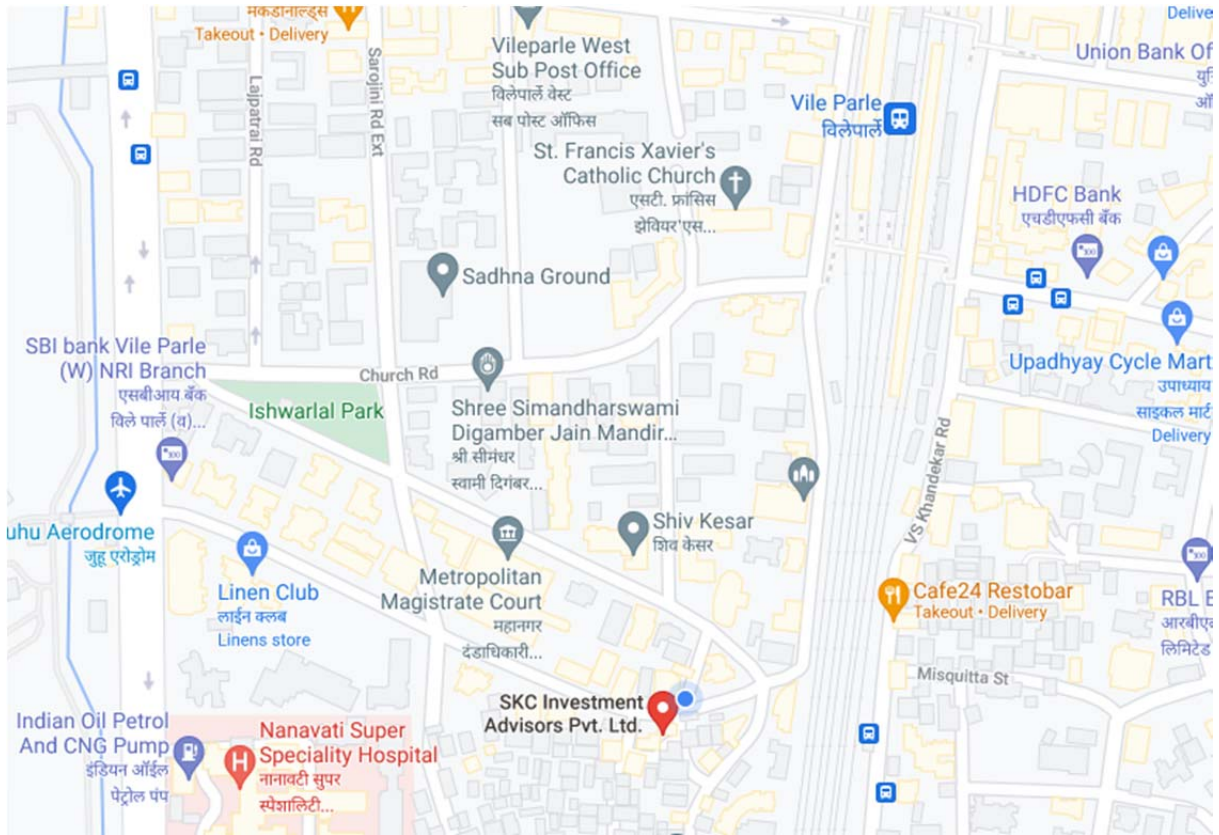 मकडोनाल्ड्स
Takeout • Delivery
Lajpatrai Rd
Sarojini Rd Ext
Vileparle West
Sub Post Office
विलेपार्ले वेस्ट
सब पोस्ट ऑफिस
St. Francis Xavier's
Catholic Church
एसटी. फ्रांसिस
झेवियर'एस...
Vile Parle
विलेपार्ले
Union Bank Of
HDFC Bank
एचडीएफसी बँक
Sadhna Ground
SBI bank Vile Parle
(W) NRI Branch
एसबीआय बँक
विले पार्ले (व)...
Church Rd
Ishwarlal Park
Shree Simandharswami
Digamber Jain Mandir...
श्री सीमंधर
स्वामी दिगंबर...
Upadhyay Cycle Mart
उपाध्याय
साइकल मार्ट
Delivery
VS Khandekar Rd
uhu Aerodrome
जुहू एरोड्रोम
Shiv Kesar
शिव केसर
Linen Club
लाईन क्लब
Linens store
Metropolitan
Magistrate Court
महानगर
दंडाधिकारी...
Cafe24 Restobar
Takeout • Delivery
RBL
लिमिटेड
Misquitta St
SKC Investment
Advisors Pvt. Ltd.
Indian Oil Petrol
And CNG Pump
इंडियन ऑईल
पेट्रोल पंप
Nanavati Super
Speciality Hospital
नानावटी सुपर
स्पेशालिटी...
H